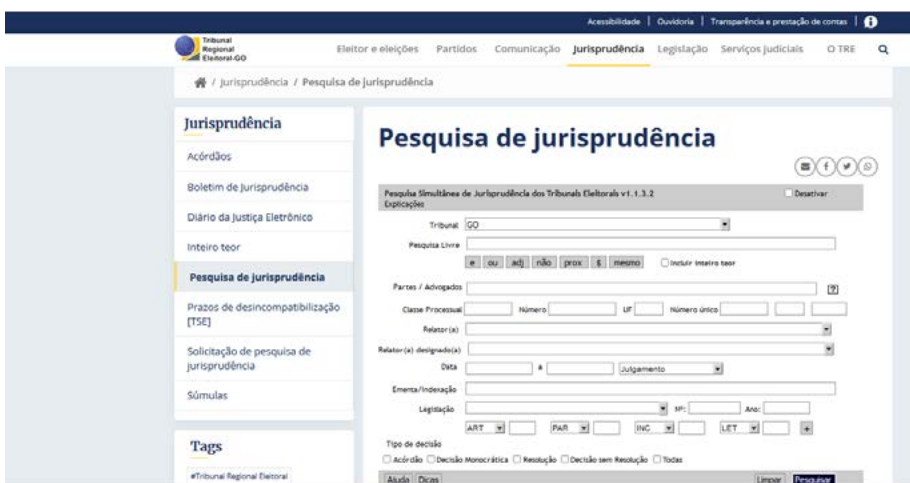 Acessibilidade | Ouvidoria | Transparência e prestação de contas |
Tribunal
Regional
Eleitoral-GO
Eleitor e eleições Partidos Comunicação Jurisprudência Legislação Serviços judiciais O TRE
/ Jurisprudência / Pesquisa de jurisprudência
Jurisprudência
Acórdãos
Boletim de Jurisprudência
Diário da Justiça Eletrônico
Inteiro teor
Pesquisa de jurisprudência
Prazos de desincompatibilização
[TSE]
Solicitação de pesquisa de
jurisprudência
Súmulas
Tags
#Tribunal Regional Eleitoral
Pesquisa de jurisprudência
Pesquisa Simultânea de Jurisprudência dos Tribunais Eleitorais v1.1.3.2 Desativar
Explicações
Tribunal GO
Pesquisa Livre
e ou adj não prox $ mesmo Incluir inteiro teor
Partes / Advogados ?
Classe Processual Número UF Número único
Relator(a)
Relator(a) designado(a)
Data a Julgamento
Ementa/Indexação
Legislação Nº: Ano:
ART PAR INC LET +
Tipo de decisão
Acórdão Decisão Monocrática Resolução Decisão sem Resolução Todas
Ajuda Dicas Limpar Pesquisar